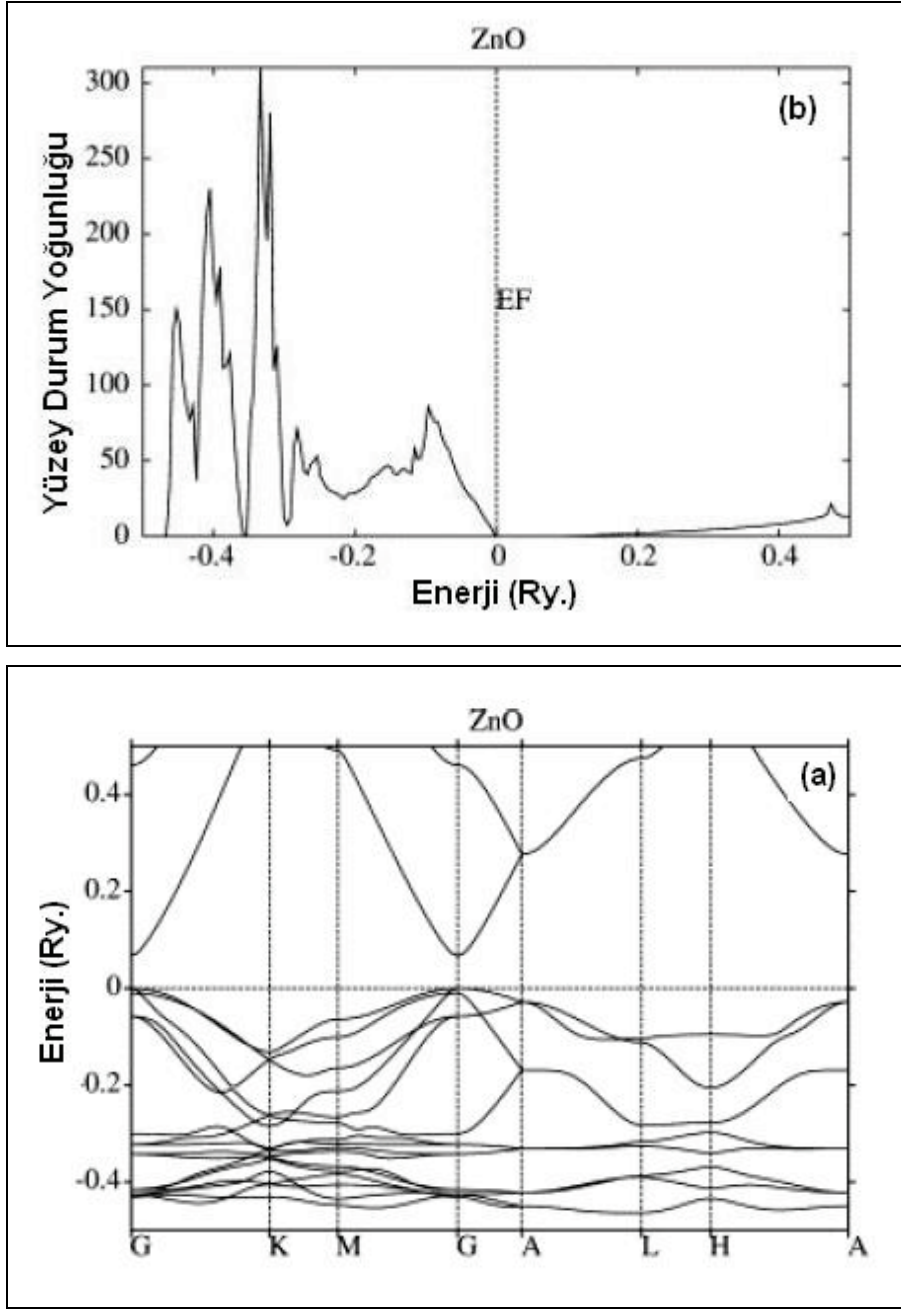 ZnO
(b)
300
250
200
150
100
50
0
Yüzey Durum Yoğunluğu
EF
-0.4
-0.2
0
0.2
0.4
Enerji (Ry.)
ZnO
(a)
0.4
0.2
0
-0.2
-0.4
Enerji (Ry.)
G K M G A L H A